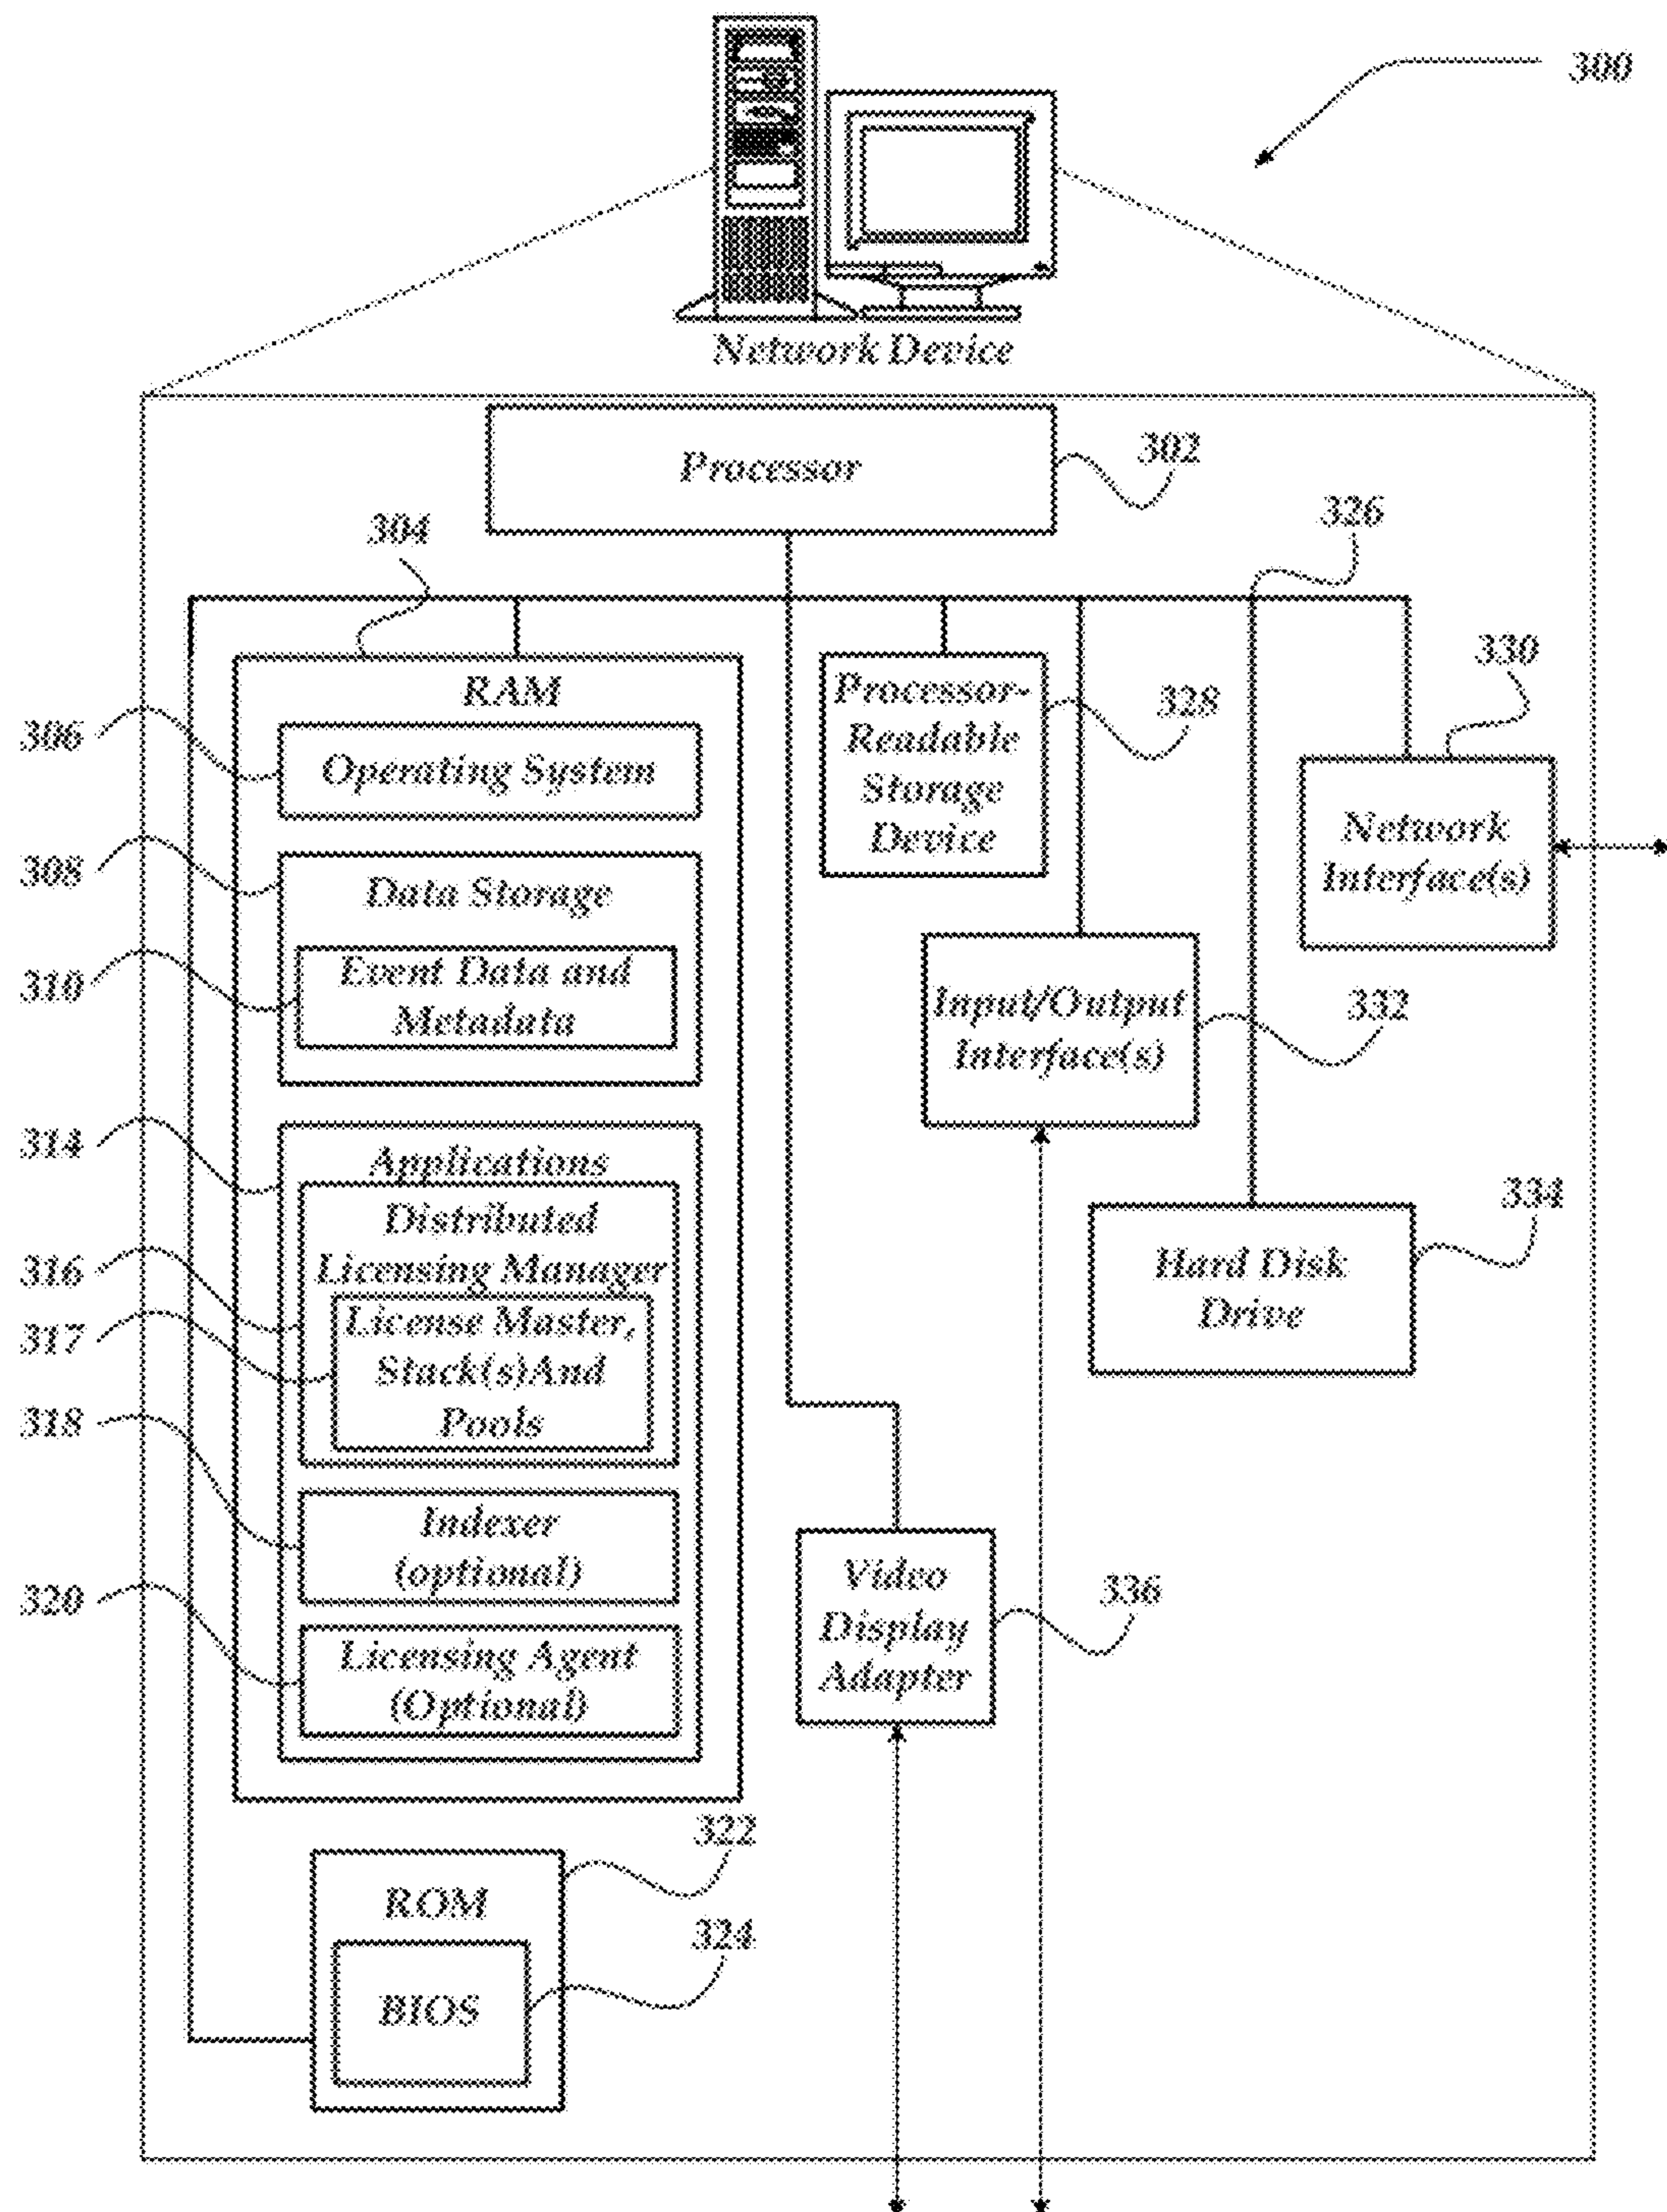 300
Network Device
Processor
302
304
326
RAM
306
Operating System
308
Data Storage
310
Event Data and
Metadata
314
Applications
316
Distributed
Licensing Manager
317
License Master,
Stack(s)And
Pools
318
Indexer
(optional)
320
Licensing Agent
(Optional)
322
ROM
324
BIOS
Processor-
Readable
Storage
Device
328
330
Network
Interface(s)
Input/Output
Interface(s)
332
334
Hard Disk
Drive
Video
Display
Adapter
336